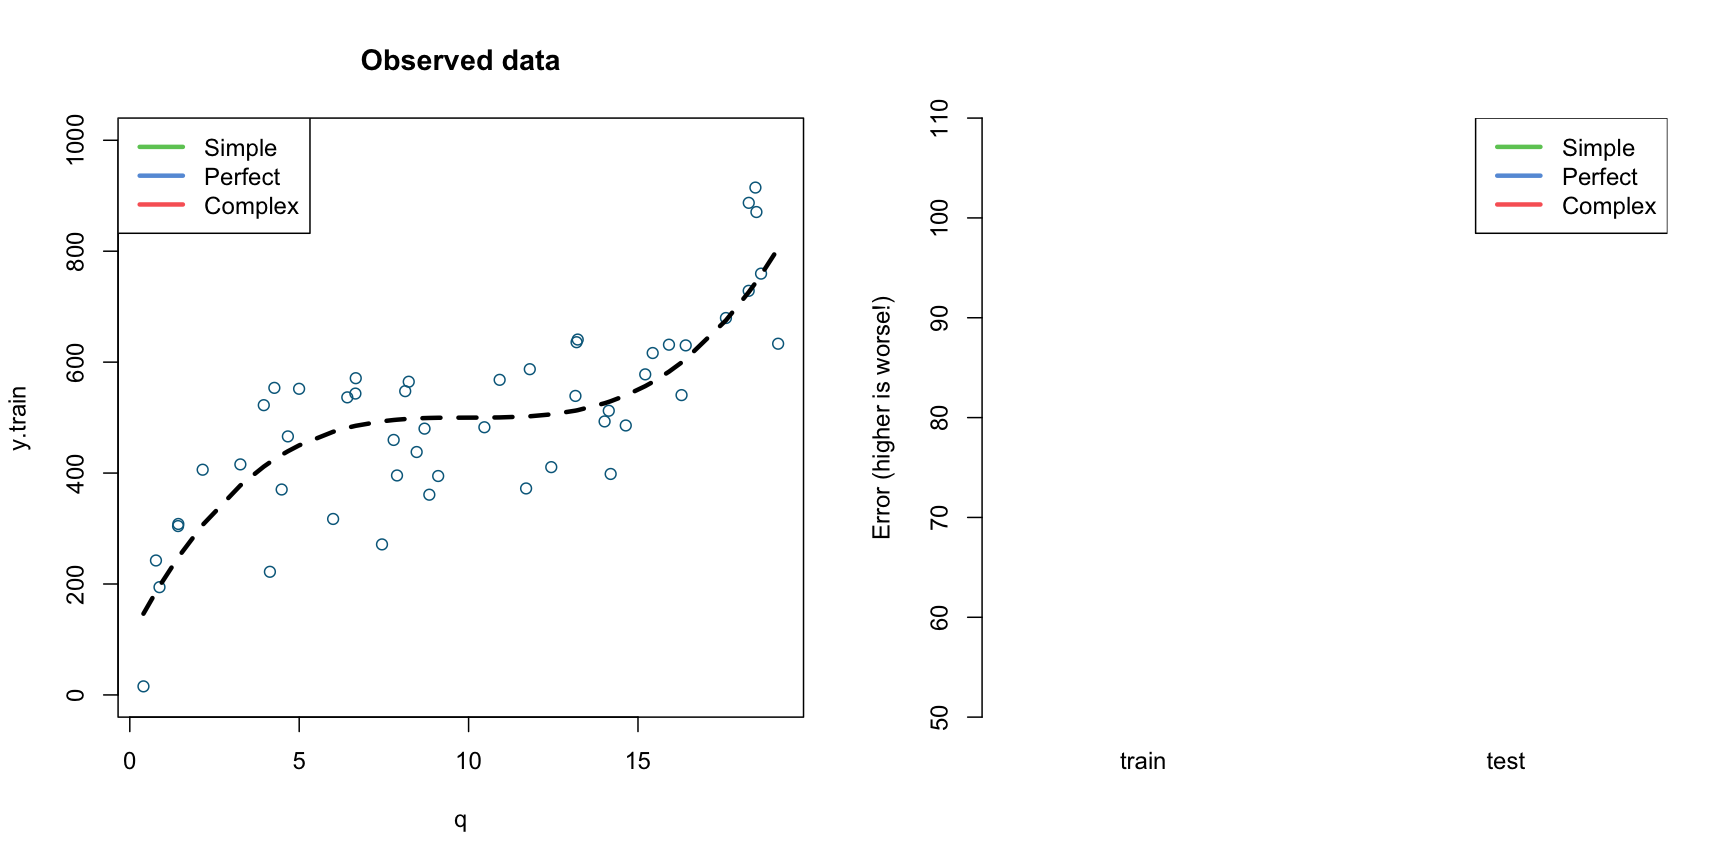 Observed data
Simple
Perfect
Complex
y.train
0
200
400
600
800
1000
0 5 10 15
q
Simple
Perfect
Complex
Error (higher is worse!)
50
60
70
80
90
100
110
train test